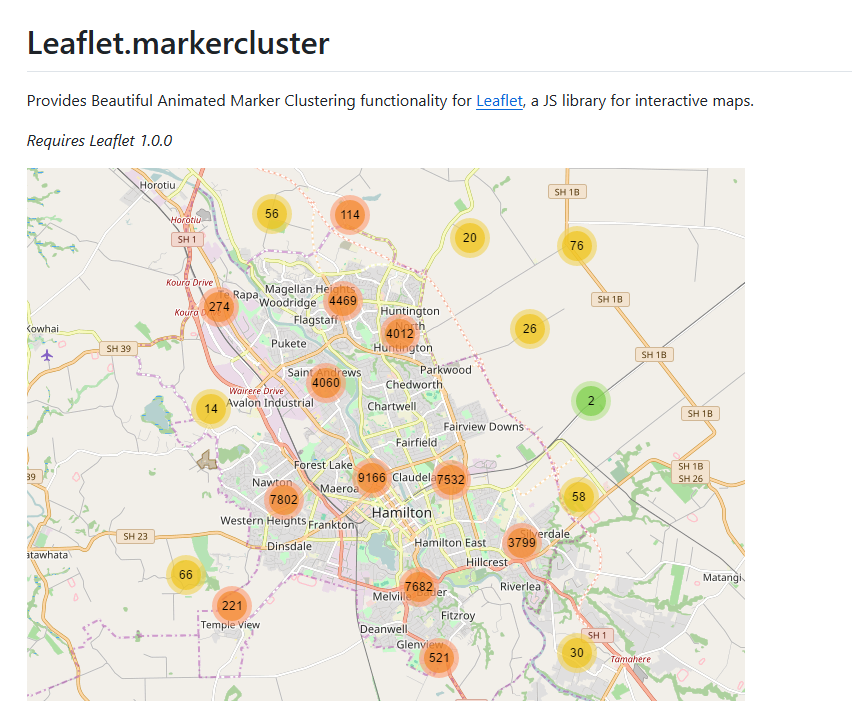 Leaflet.markercluster
Provides Beautiful Animated Marker Clustering functionality for Leaflet, a JS library for interactive maps.
Requires Leaflet 1.0.0
Horotiu
SH 1B
56
114
Horotiu
20
SH 1
76
Koura Drive
Magellan Heights
Te Rapa
4469
SH 1B
274
Woodridge
Koura
Huntington
Flagstaff
North
Kowhai
4012
26
Pukete
Huntington
SH 39
SH 1B
Saint Andrews
Parkwood
4060
Chedworth
Wairere Drive
2
Avalon Industrial
14
Chartwell
SH 1B
Fairview Downs
Fairfield
Forest Lake
SH 1B
SH 26
39
9166
Claudela
7532
Nawton
Maeroa
7802
58
Hamilton
Western Heights
Frankton
SH 23
Hamilton East
3799
erdale
Dinsdale
atawhata
Hillcrest
66
Matangi
7682
Riverlea
Melville
221
Fitzroy
Temple View
Deanwell
SH 1
Glenview
30
521
Tamahere